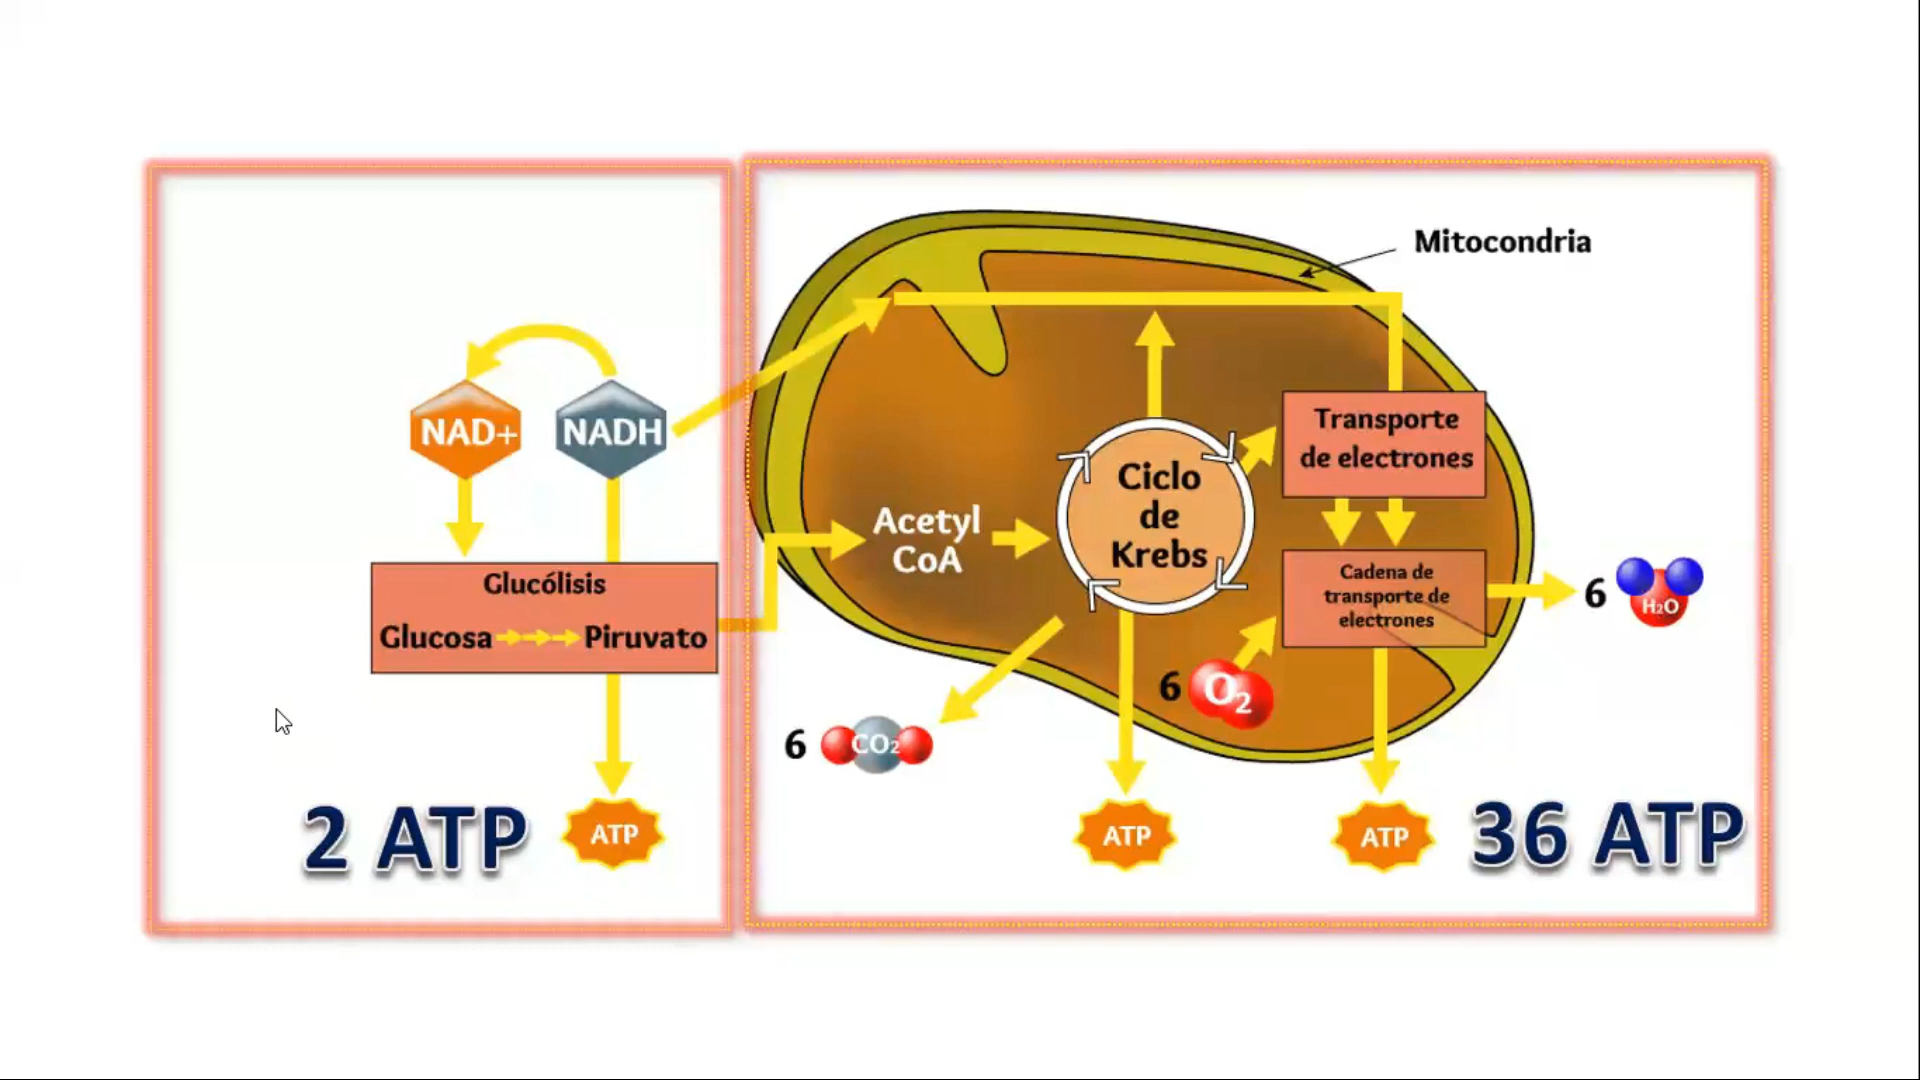 Mitocondria
NAD+
NADH
Glucólisis
Glucosa Piruvato
2 ATP
ATP
Acetyl
CoA
Ciclo
de
Krebs
Transporte
de electrones
Cadena de
transporte de
electrones
6 H₂O
6 O₂
6 CO₂
ATP
ATP
36 ATP